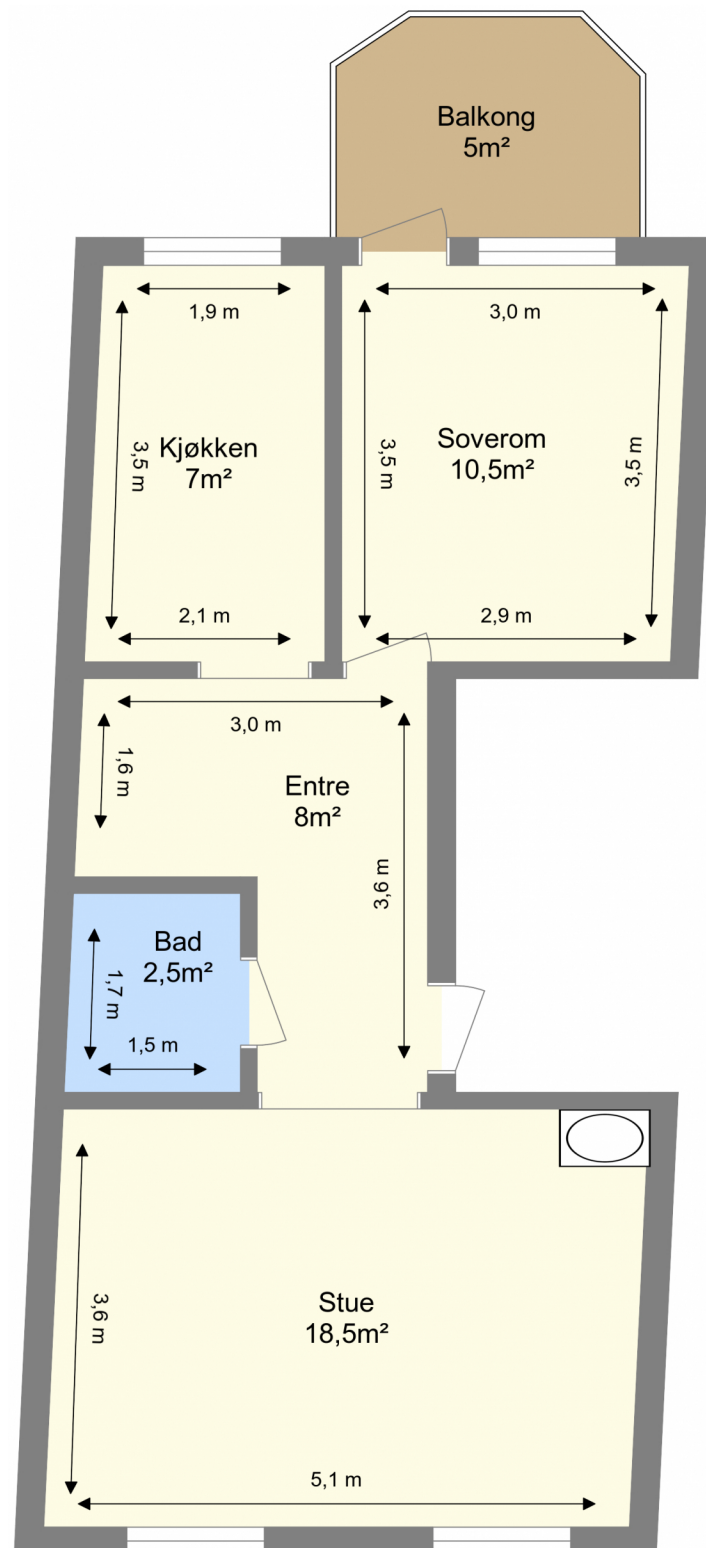 Balkong
5m²
1,9 m
3,0 m
3,5 m
Kjøkken
7m²
3,5 m
Soverom
10,5m²
3,5 m
2,1 m
2,9 m
3,0 m
1,6 m
Entre
8m²
3,6 m
Bad
2,5m²
1,7 m
1,5 m
Stue
18,5m²
3,6 m
5,1 m